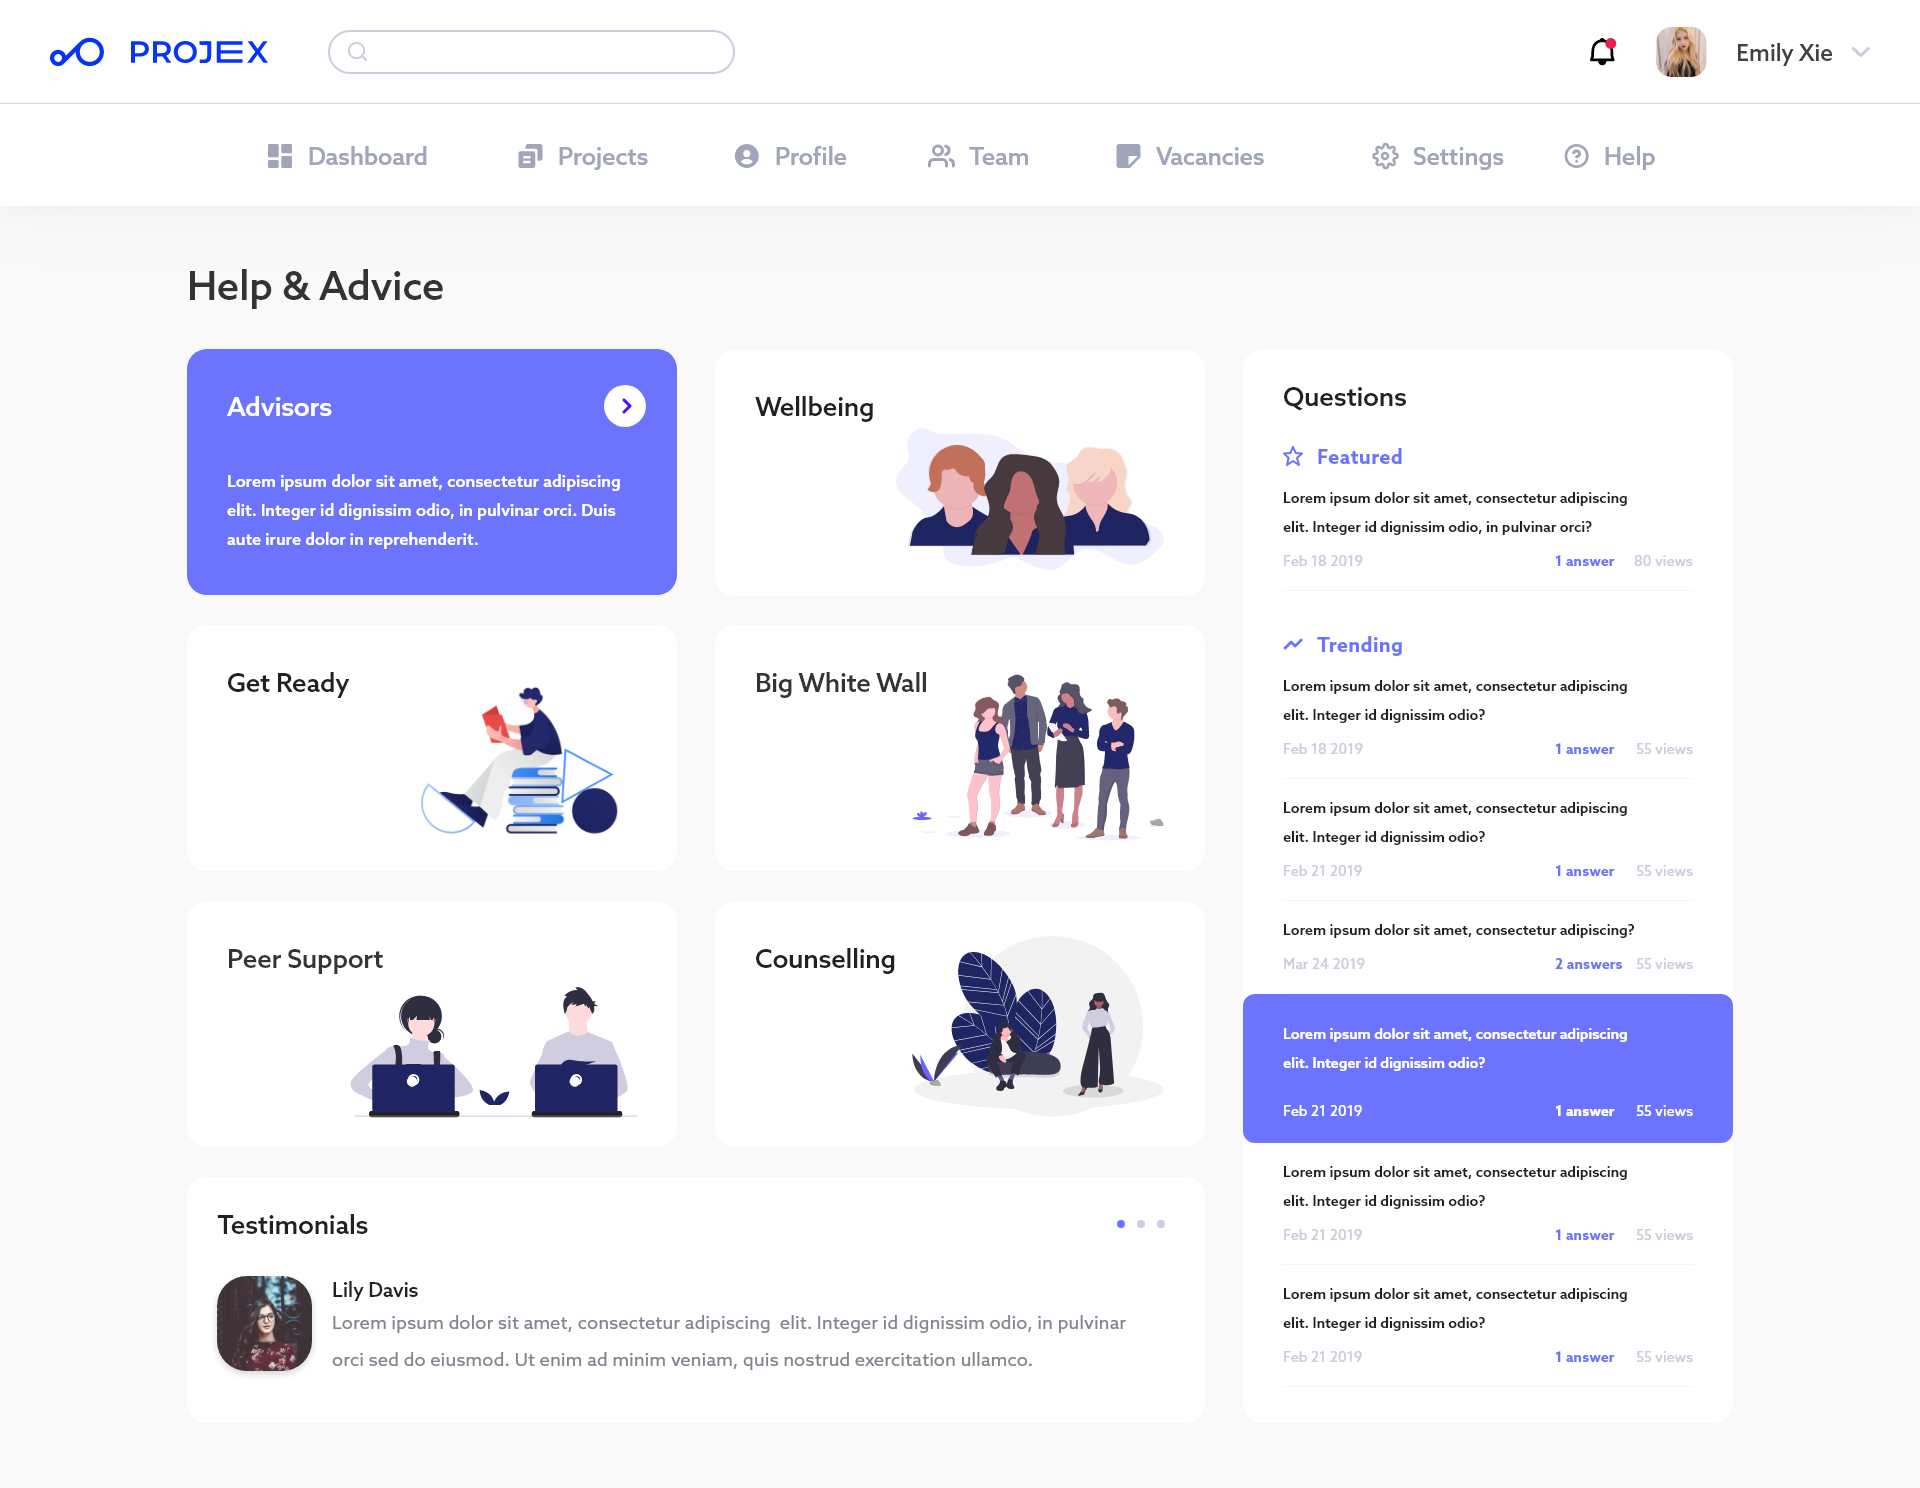 PROJEX
Emily Xie
Dashboard
Projects
Profile
Team
Vacancies
Settings
Help
Help & Advice
Advisors
Lorem ipsum dolor sit amet, consectetur adipiscing
elit. Integer id dignissim odio, in pulvinar orci. Duis
aute irure dolor in reprehenderit.
Wellbeing
Get Ready
Big White Wall
Peer Support
Counselling
Testimonials
Lily Davis
Lorem ipsum dolor sit amet, consectetur adipiscing  elit. Integer id dignissim odio, in pulvinar
orci sed do eiusmod. Ut enim ad minim veniam, quis nostrud exercitation ullamco.
Questions
Featured
Lorem ipsum dolor sit amet, consectetur adipiscing
elit. Integer id dignissim odio, in pulvinar orci?
Feb 18 2019 1 answer 80 views
Trending
Lorem ipsum dolor sit amet, consectetur adipiscing
elit. Integer id dignissim odio?
Feb 18 2019 1 answer 55 views
Lorem ipsum dolor sit amet, consectetur adipiscing
elit. Integer id dignissim odio?
Feb 21 2019 1 answer 55 views
Lorem ipsum dolor sit amet, consectetur adipiscing?
Mar 24 2019 2 answers 55 views
Lorem ipsum dolor sit amet, consectetur adipiscing
elit. Integer id dignissim odio?
Feb 21 2019 1 answer 55 views
Lorem ipsum dolor sit amet, consectetur adipiscing
elit. Integer id dignissim odio?
Feb 21 2019 1 answer 55 views
Lorem ipsum dolor sit amet, consectetur adipiscing
elit. Integer id dignissim odio?
Feb 21 2019 1 answer 55 views